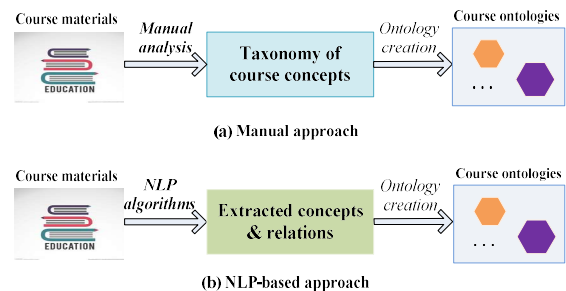 Course materials
Manual
analysis
Ontology
creation
Course ontologies
EDUCATION
Taxonomy of
course concepts
. . .
(a) Manual approach
Course materials
NLP
algorithms
Ontology
creation
Course ontologies
EDUCATION
Extracted concepts
& relations
. . .
(b) NLP-based approach